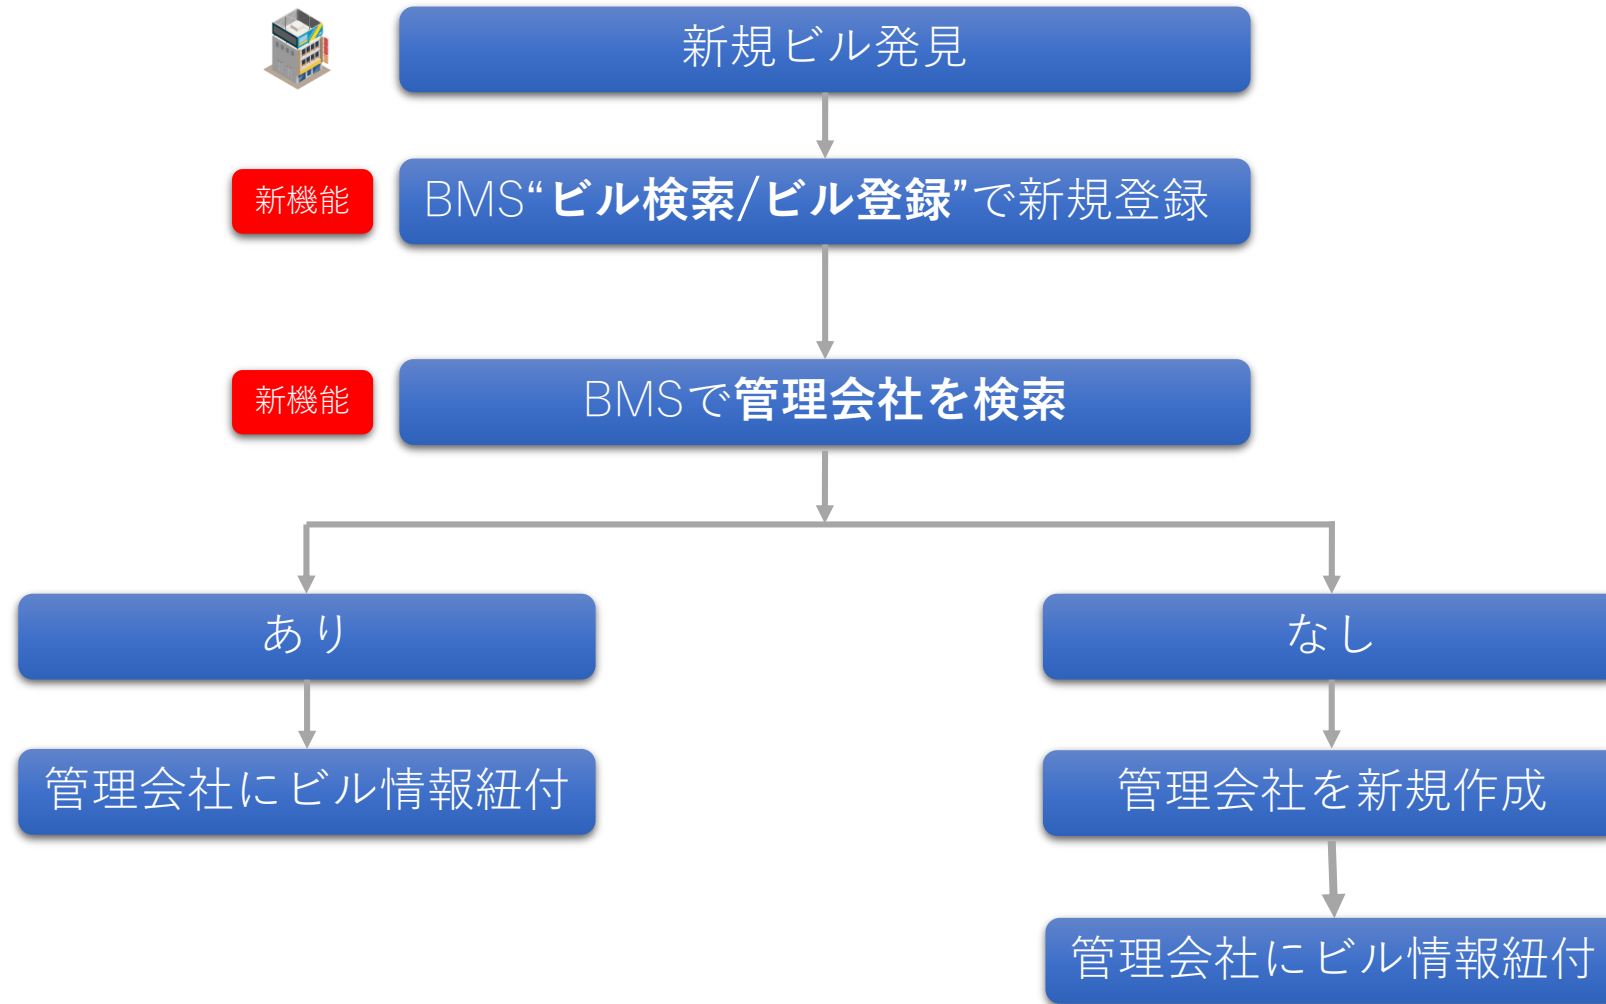 新規ビル発見
新機能
BMS“ビル検索/ビル登録”で新規登録
新機能
BMSで管理会社を検索
あり
なし
管理会社にビル情報紐付
管理会社を新規作成
管理会社にビル情報紐付